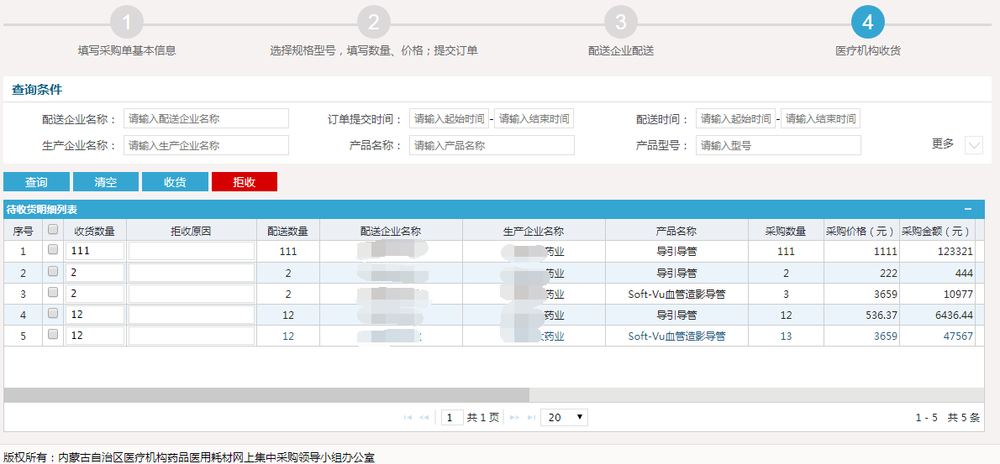 1 2 3 4
填写采购单基本信息 选择规格型号，填写数量、价格；提交订单 配送企业配送 医疗机构收货
查询条件
配送企业名称： 请输入配送企业名称 订单提交时间： 请输入起始时间 - 请输入结束时间 配送时间： 请输入起始时间 - 请输入结束时间
生产企业名称： 请输入生产企业名称 产品名称： 请输入产品名称 产品型号： 请输入型号 更多
查询 清空 收货 拒收
待收货明细列表
序号 收货数量 拒收原因 配送数量 配送企业名称 生产企业名称 产品名称 采购数量 采购价格（元） 采购金额（元）
1 111 111 药业 导引导管 111 1111 123321
2 2 2 药业 导引导管 2 222 444
3 2 2 药业 Soft-Vu血管造影导管 3 3659 10977
4 12 12 药业 导引导管 12 536.37 6436.44
5 12 12 药业 Soft-Vu血管造影导管 13 3659 47567
1 共 1 页 20 1 - 5 共 5 条
版权所有：内蒙古自治区医疗机构药品医用耗材网上集中采购领导小组办公室